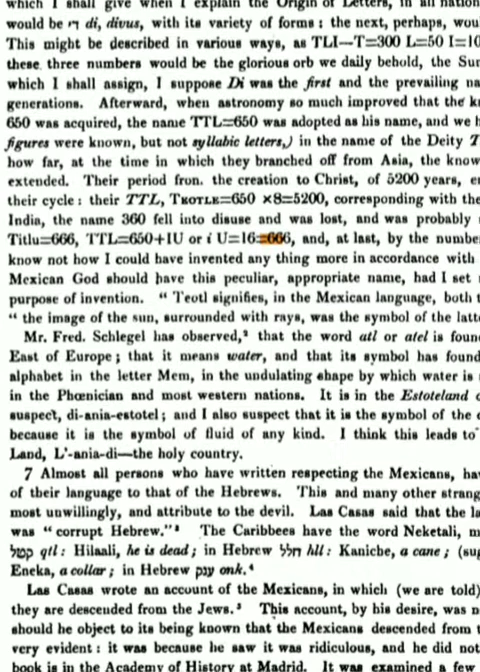 which I shall give when I explain the Origin of Letters, in all nation
would be די di, divus, with its variety of forms: the next, perhaps, wou
This might be described in various ways, as TLI—T=300 L=50 I=10
these three numbers would be the glorious orb we daily behold, the Sun
which I shall assign, I suppose Di was the first and the prevailing na
generations. Afterward, when astronomy so much improved that the k
650 was acquired, the name TTL=650 was adopted as his name, and we h
figures were known, but not syllabic letters,) in the name of the Deity T
how far, at the time in which they branched off from Asia, the know
extended. Their period fron. the creation to Christ, of 5200 years, e
their cycle: their TTL, TEOTLE=650 ×8=5200, corresponding with the
India, the name 360 fell into disuse and was lost, and was probably
Titlu=666, TTL=650+IU or i U=16=666, and, at last, by the numbe
know not how I could have invented any thing more in accordance with
Mexican God should have this peculiar, appropriate name, had I set
purpose of invention. “ Teotl signifies, in the Mexican language, both t
“ the image of the sun, surrounded with rays, was the symbol of the latt
Mr. Fred. Schlegel has observed,² that the word atl or atel is foun
East of Europe; that it means water, and that its symbol has found
alphabet in the letter Mem, in the undulating shape by which water is
in the Phœnician and most western nations. It is in the Estoteland
suspect, di-ania-estotel; and I also suspect that it is the symbol of the
because it is the symbol of fluid of any kind. I think this leads to
Land, L'-ania-di—the holy country.
7 Almost all persons who have written respecting the Mexicans, ha
of their language to that of the Hebrews. This and many other strang
most unwillingly, and attribute to the devil. Las Casas said that the la
was “ corrupt Hebrew.”³ The Caribbees have the word Neketali, m
קטל qtl: Hilaali, he is dead; in Hebrew חלל hll: Kaniche, a cane; (sug
Eneka, a collar; in Hebrew ענק onk.⁴
Las Casas wrote an account of the Mexicans, in which (we are told)
they are descended from the Jews.⁵ This account, by his desire, was n
should he object to its being known that the Mexicans descended from t
very evident: it was because he saw it was ridiculous, and he did not
book is in the Academy of History at Madrid. It was examined a few